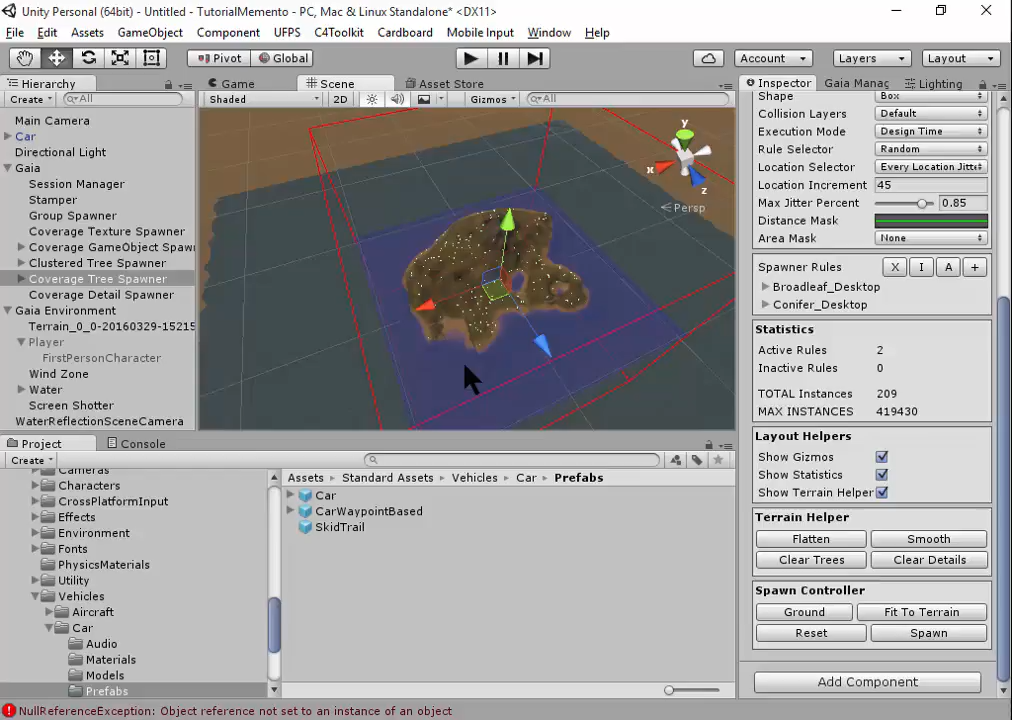 Unity Personal (64bit) - Untitled - TutorialMemento - PC, Mac & Linux Standalone* <DX11>
File Edit Assets GameObject Component UFPS C4Toolkit Cardboard Mobile Input Window Help
Pivot Global Account Layers Layout
Hierarchy Game Scene Asset Store Inspector Gaia Manag Lighting
Create All Shaded 2D Gizmos All
Main Camera
Car
Directional Light
Gaia
Session Manager
Stamper
Group Spawner
Coverage Texture Spawner
Coverage GameObject Spawn
Clustered Tree Spawner
Coverage Tree Spawner
Coverage Detail Spawner
Gaia Environment
Terrain_0_0-20160329-15215
Player
FirstPersonCharacter
Wind Zone
Water
Screen Shotter
WaterReflectionSceneCamera
y
x
z
Persp
Shape Box
Collision Layers Default
Execution Mode Design Time
Rule Selector Random
Location Selector Every Location Jitte
Location Increment 45
Max Jitter Percent 0.85
Distance Mask
Area Mask None
Spawner Rules X I A +
Broadleaf_Desktop
Conifer_Desktop
Statistics
Active Rules 2
Inactive Rules 0
TOTAL Instances 209
MAX INSTANCES 419430
Layout Helpers
Show Gizmos
Show Statistics
Show Terrain Helper
Terrain Helper
Flatten Smooth
Clear Trees Clear Details
Spawn Controller
Ground Fit To Terrain
Reset Spawn
Add Component
Project Console
Create
Cameras
Characters
CrossPlatformInput
Effects
Environment
Fonts
PhysicsMaterials
Utility
Vehicles
Aircraft
Car
Audio
Materials
Models
Prefabs
Assets Standard Assets Vehicles Car Prefabs
Car
CarWaypointBased
SkidTrail
NullReferenceException: Object reference not set to an instance of an object